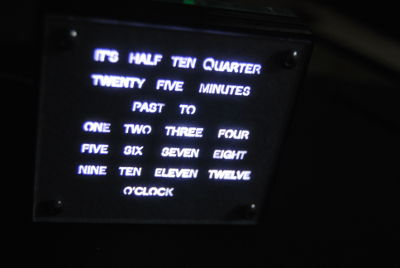 IT'S HALF TEN QUARTER
TWENTY FIVE MINUTES
PAST TO
ONE TWO THREE FOUR
FIVE SIX SEVEN EIGHT
NINE TEN ELEVEN TWELVE
O'CLOCK